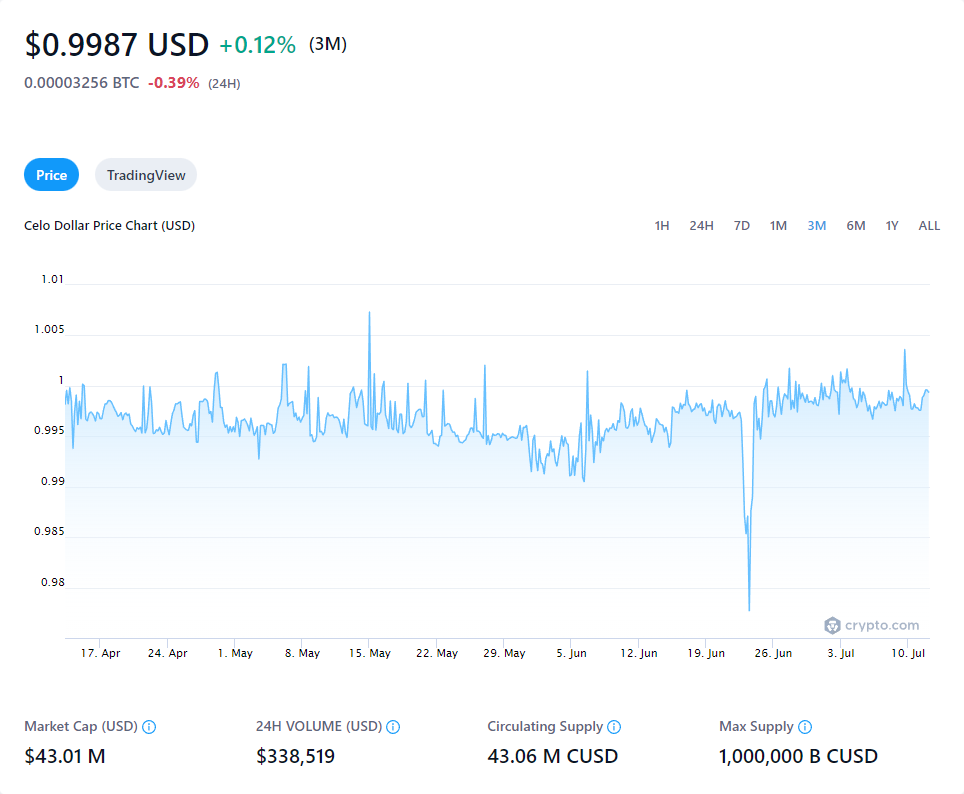 $0.9987 USD +0.12% (3M)
0.00003256 BTC -0.39% (24H)
Price TradingView
Celo Dollar Price Chart (USD) 1H 24H 7D 1M 3M 6M 1Y ALL
1.01
1.005
1
0.995
0.99
0.985
0.98
crypto.com
17. Apr 24. Apr 1. May 8. May 15. May 22. May 29. May 5. Jun 12. Jun 19. Jun 26. Jun 3. Jul 10. Jul
Market Cap (USD) 24H VOLUME (USD) Circulating Supply Max Supply
$43.01 M $338,519 43.06 M CUSD 1,000,000 B CUSD